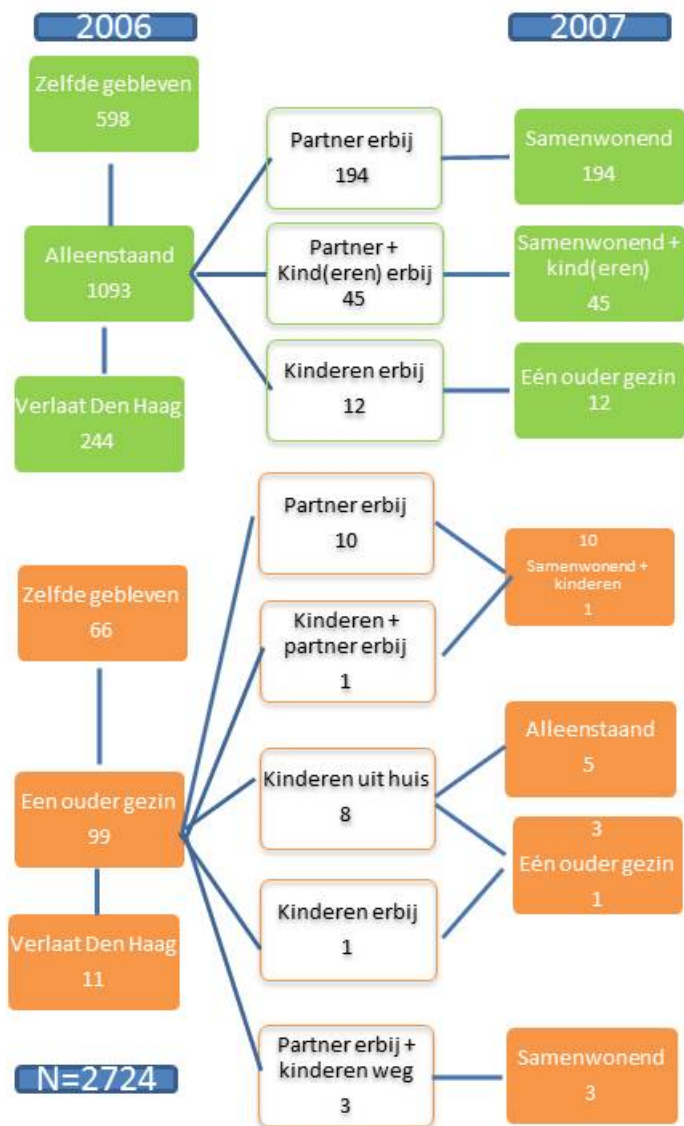 2006
2007
Zelfde gebleven
598
Partner erbij
194
Samenwonend
194
Alleenstaand
1093
Partner +
Kind(eren) erbij
45
Samenwonend +
kind(eren)
45
Kinderen erbij
12
Eén ouder gezin
12
Verlaat Den Haag
244
Partner erbij
10
10
Samenwonend +
kinderen
1
Zelfde gebleven
66
Kinderen +
partner erbij
1
Kinderen uit huis
8
Alleenstaand
5
Een ouder gezin
99
3
Eén ouder gezin
1
Kinderen erbij
1
Verlaat Den Haag
11
Partner erbij +
kinderen weg
3
Samenwonend
3
N=2724